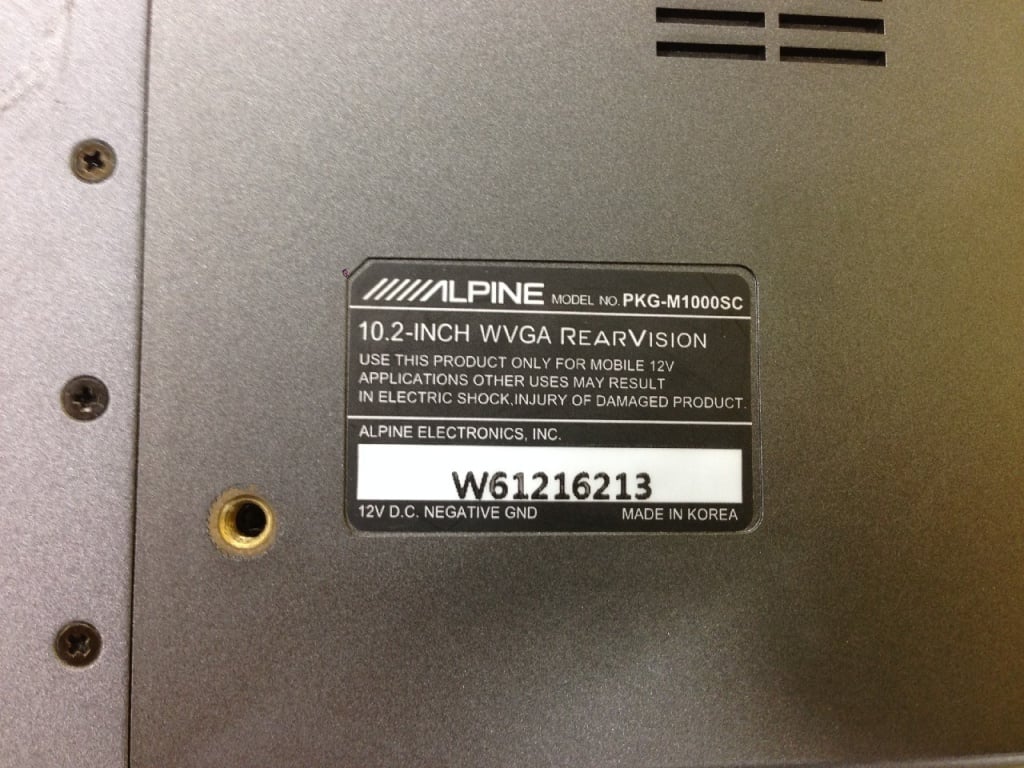 ALPINE MODEL NO. PKG-M1000SC
10.2-INCH WVGA REARVISION
USE THIS PRODUCT ONLY FOR MOBILE 12V
APPLICATIONS OTHER USES MAY RESULT
IN ELECTRIC SHOCK,INJURY OF DAMAGED PRODUCT.
ALPINE ELECTRONICS, INC.
W61216213
12V D.C. NEGATIVE GND MADE IN KOREA